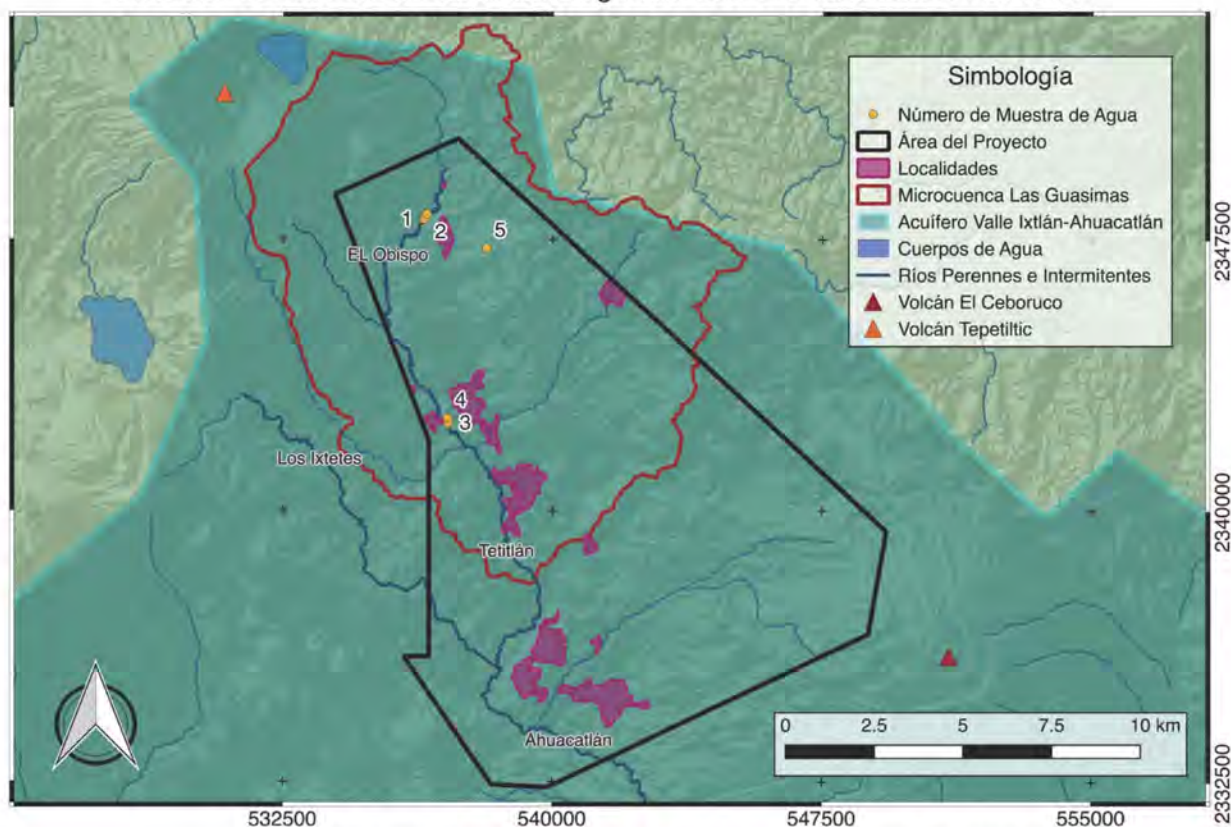 Simbología
Número de Muestra de Agua
Área del Proyecto
Localidades
Microcuenca Las Guasimas
Acuífero Valle Ixtlán-Ahuacatlán
Cuerpos de Agua
Ríos Perennes e Intermitentes
Volcán El Ceboruco
Volcán Tepetiltic
1
2
5
EL Obispo
4
3
Los Ixtetes
Tetitlán
Ahuacatlán
0 2.5 5 7.5 10 km
2347500
2340000
2332500
532500 540000 547500 555000